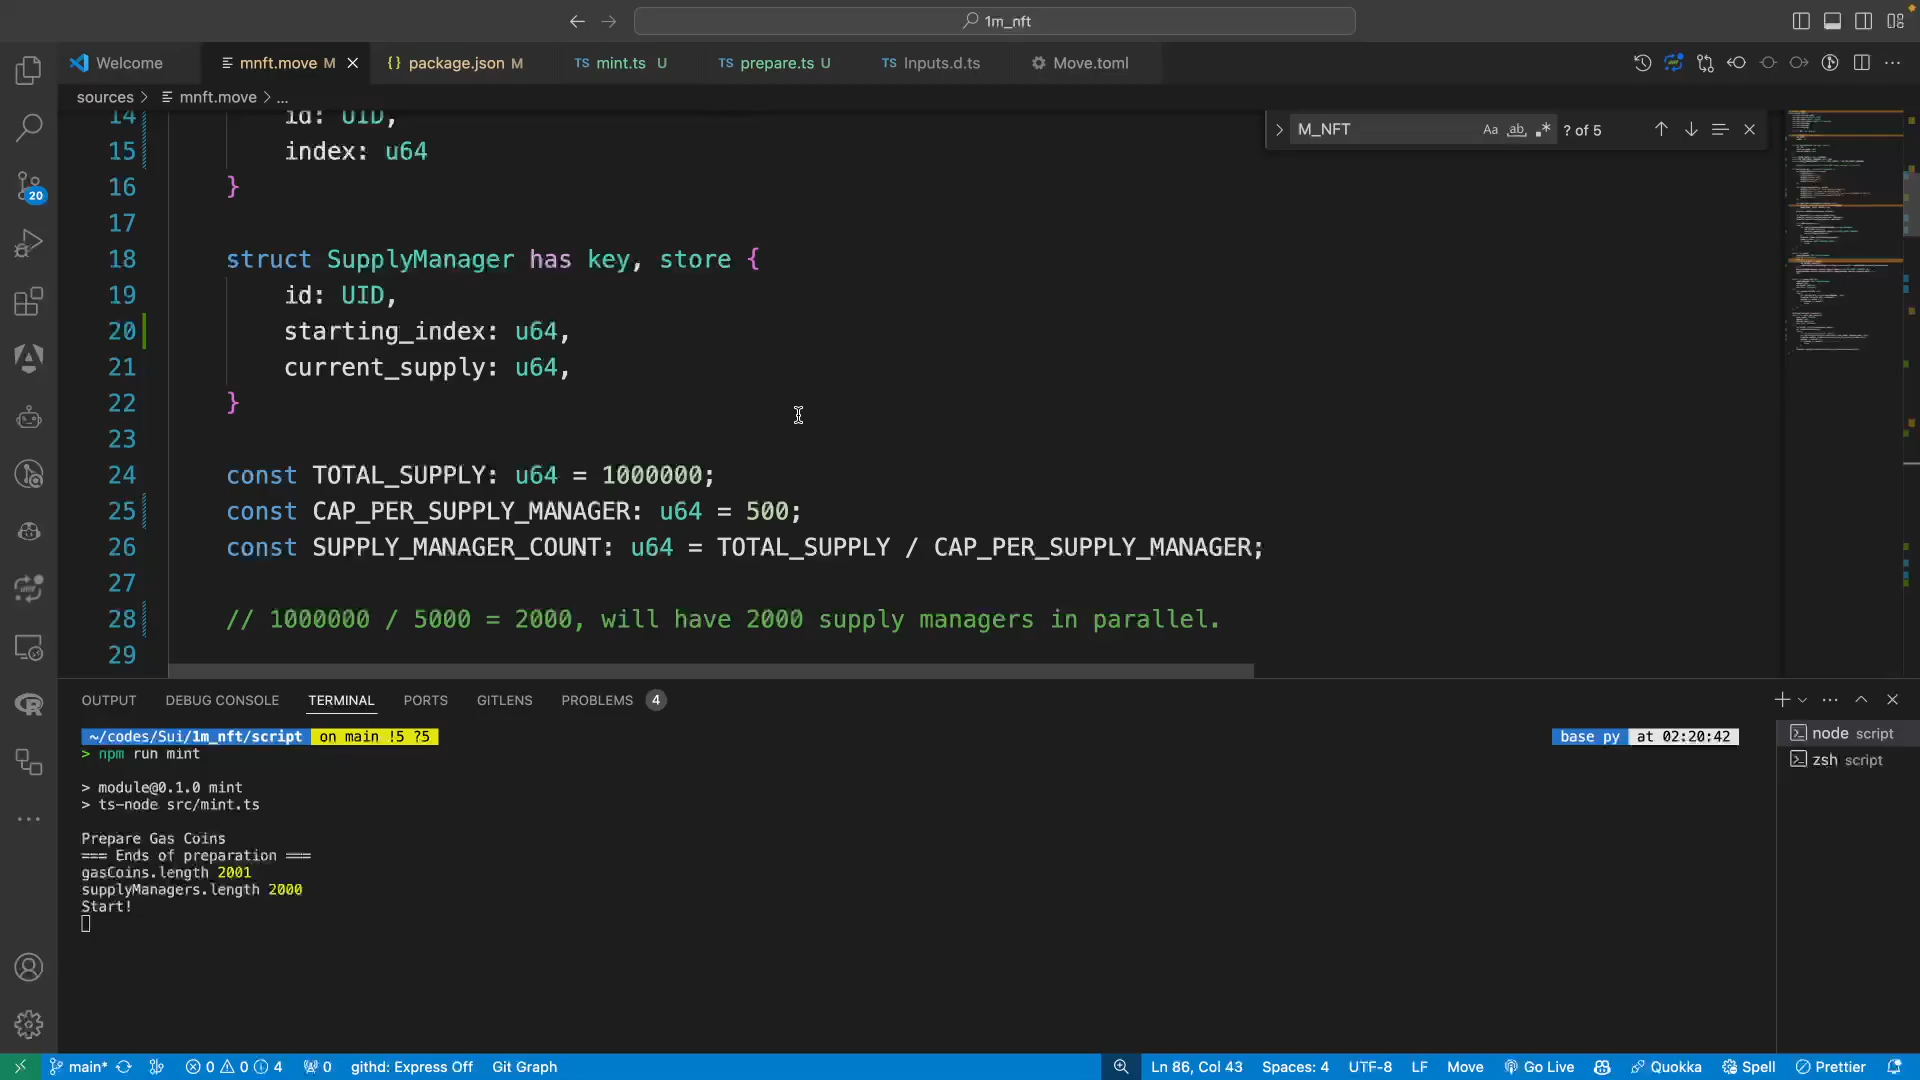 1m_nft
Welcome
mnft.move M
package.json M
TS mint.ts U
TS prepare.ts U
TS Inputs.d.ts
Move.toml
sources > mnft.move > ...
M_NFT
Aa ab .* ? of 5
14 id: UID,
15 index: u64
16 }
17
18 struct SupplyManager has key, store {
19 id: UID,
20 starting_index: u64,
21 current_supply: u64,
22 }
23
24 const TOTAL_SUPPLY: u64 = 1000000;
25 const CAP_PER_SUPPLY_MANAGER: u64 = 500;
26 const SUPPLY_MANAGER_COUNT: u64 = TOTAL_SUPPLY / CAP_PER_SUPPLY_MANAGER;
27
28 // 1000000 / 5000 = 2000, will have 2000 supply managers in parallel.
29
20
OUTPUT DEBUG CONSOLE TERMINAL PORTS GITLENS PROBLEMS 4
~/codes/Sui/1m_nft/script on main !5 ?5
base py at 02:20:42
> npm run mint
> module@0.1.0 mint
> ts-node src/mint.ts
Prepare Gas Coins
=== Ends of preparation ===
gasCoins.length 2001
supplyManagers.length 2000
Start!
node script
zsh script
main* 0 0 4 0 githd: Express Off Git Graph
Ln 86, Col 43 Spaces: 4 UTF-8 LF Move Go Live Quokka Spell Prettier